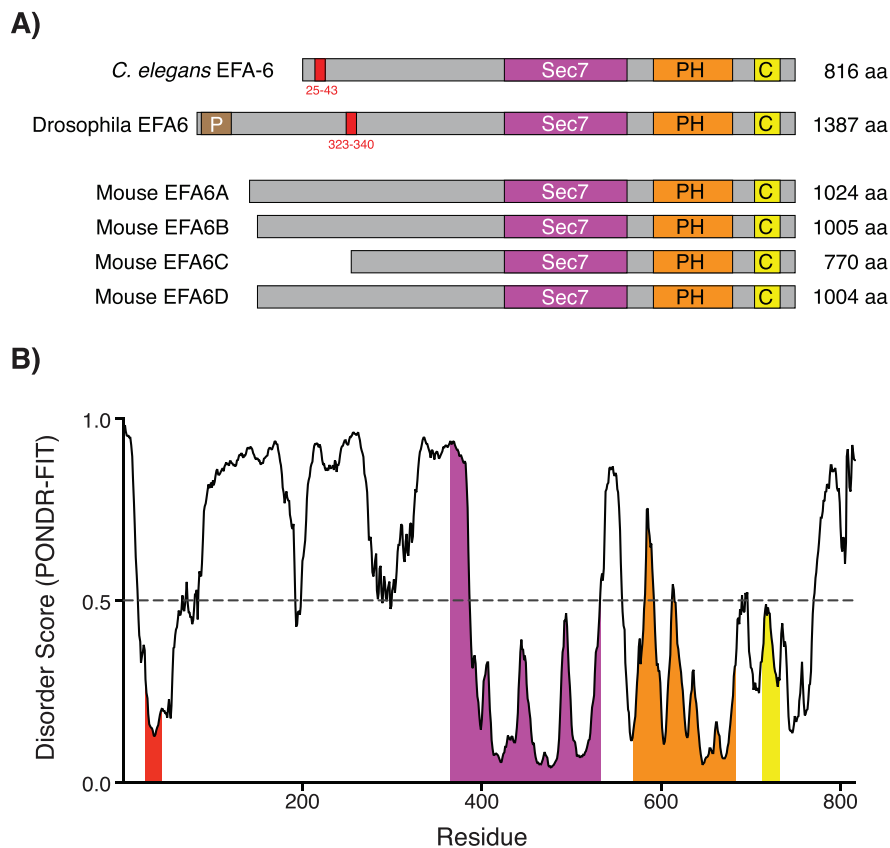 A)
C. elegans EFA-6 Sec7 PH C 816 aa
25-43
Drosophila EFA6 P Sec7 PH C 1387 aa
323-340
Mouse EFA6A Sec7 PH C 1024 aa
Mouse EFA6B Sec7 PH C 1005 aa
Mouse EFA6C Sec7 PH C 770 aa
Mouse EFA6D Sec7 PH C 1004 aa
B)
Disorder Score (PONDR-FIT)
1.0
0.5
0.0
200 400 600 800
Residue